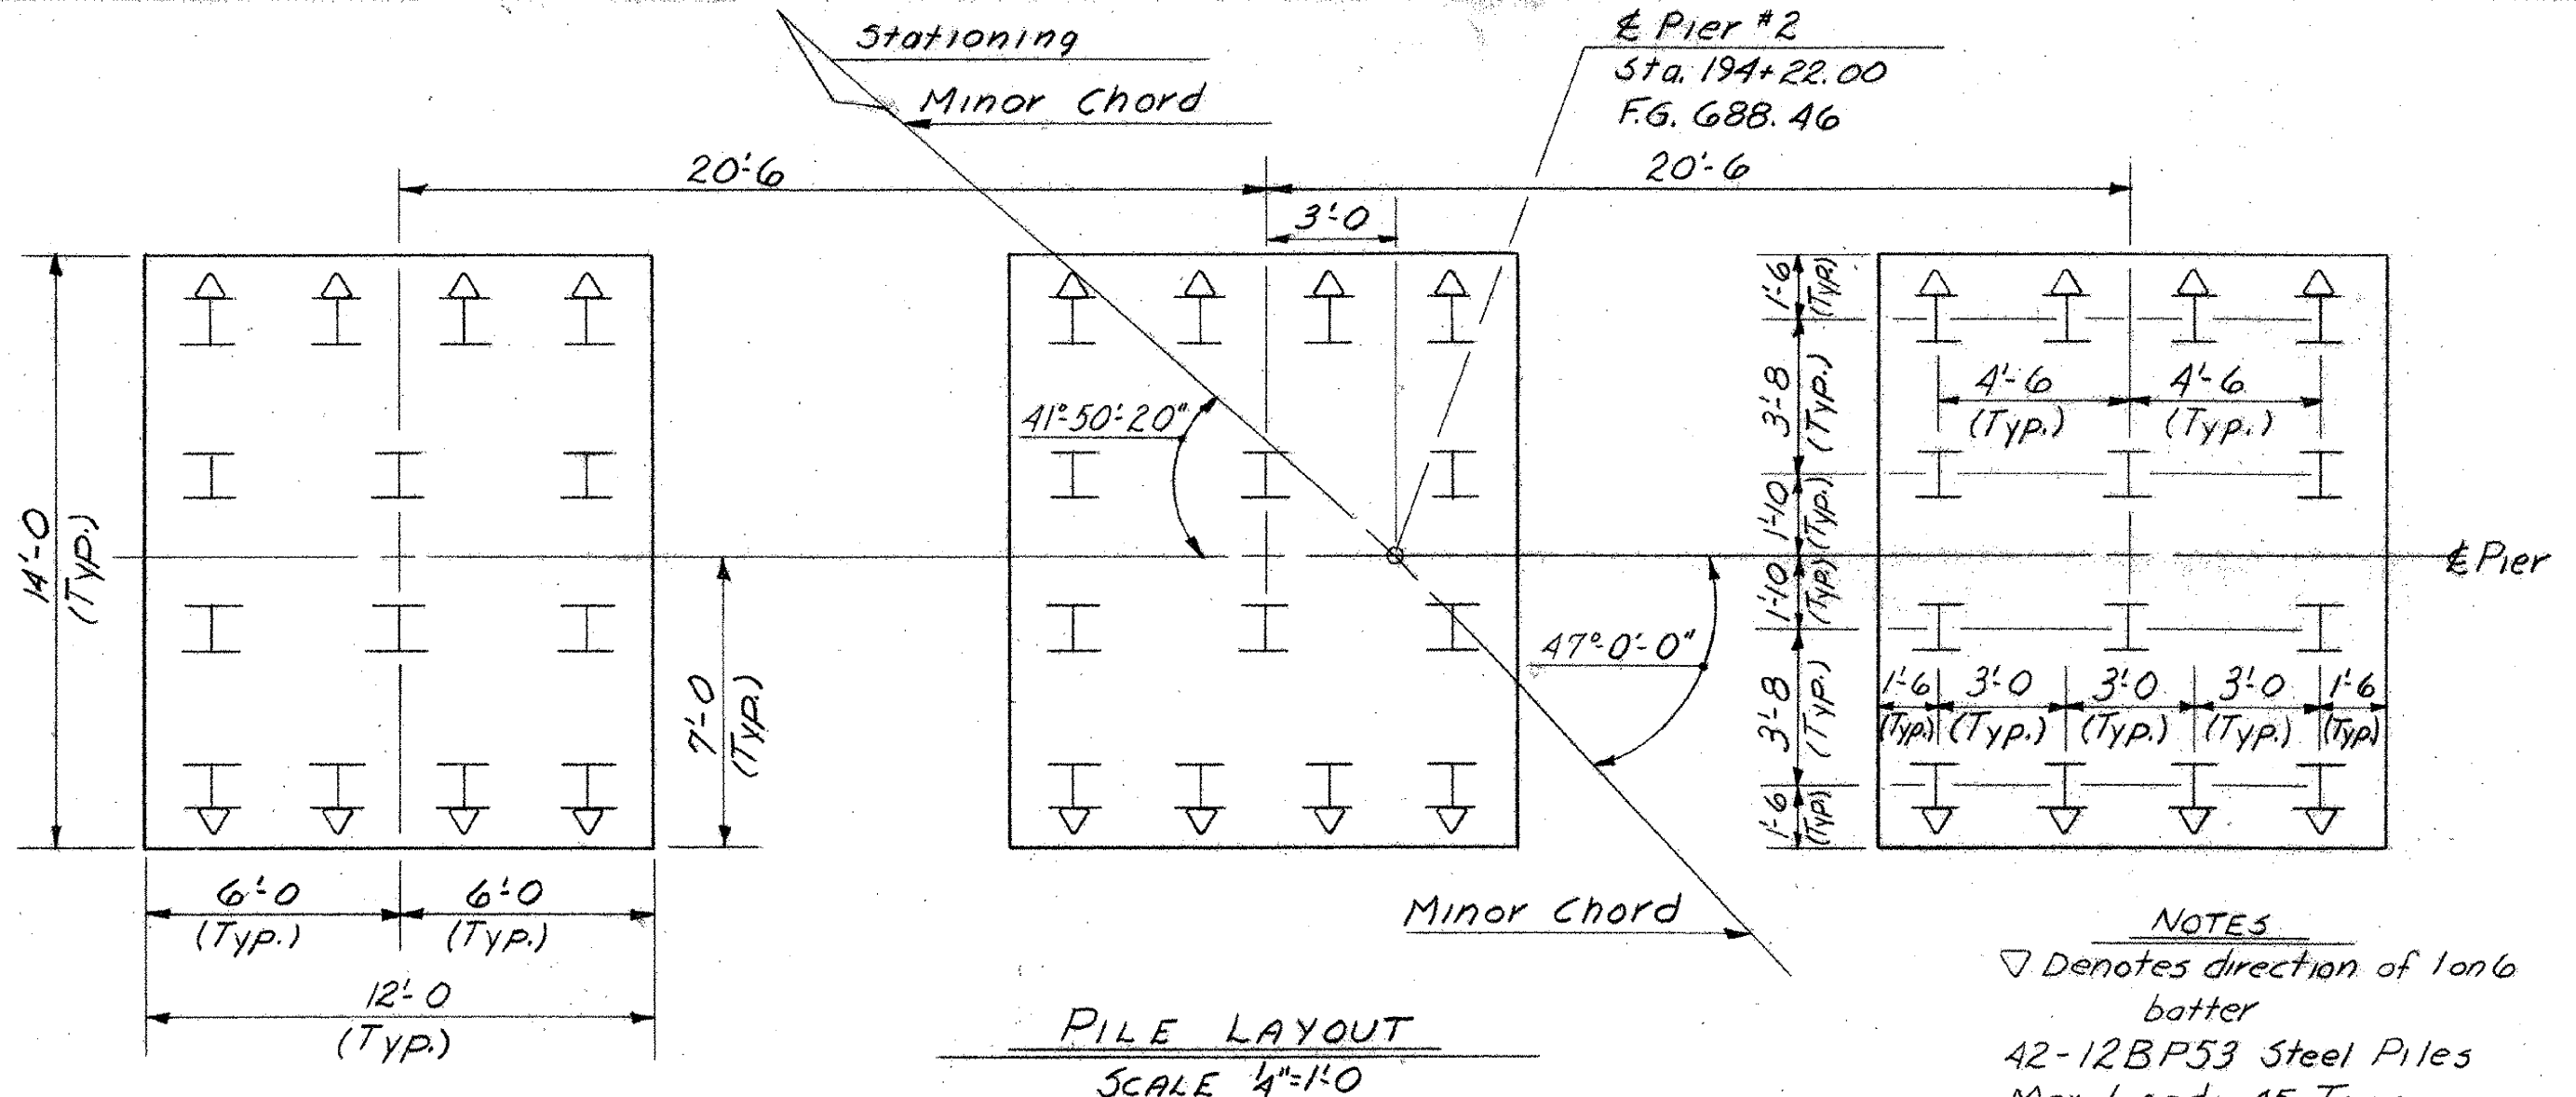 Stationing
Minor Chord
℄ Pier #2
Sta. 194+22.00
F.G. 688.46
20'-6
20'-6
3'-0
14'-0
(Typ.)
41°-50'-20"
1'-6
(Typ.)
3'-8
(Typ.)
4'-6
(Typ.)
4'-6
(Typ.)
1'-10
(Typ.)
1'-10
(Typ.)
℄ Pier
47°-0'-0"
7'-0
(Typ.)
3'-8
(Typ.)
1'-6
(Typ.)
3'-0
(Typ.)
3'-0
(Typ.)
3'-0
(Typ.)
1'-6
(Typ.)
1'-6
(Typ.)
6'-0
(Typ.)
6'-0
(Typ.)
12'-0
(Typ.)
Minor Chord
PILE LAYOUT
SCALE 1/4"=1'-0
NOTES
▽ Denotes direction of 1 on 6
batter
42-12BP53 Steel Piles